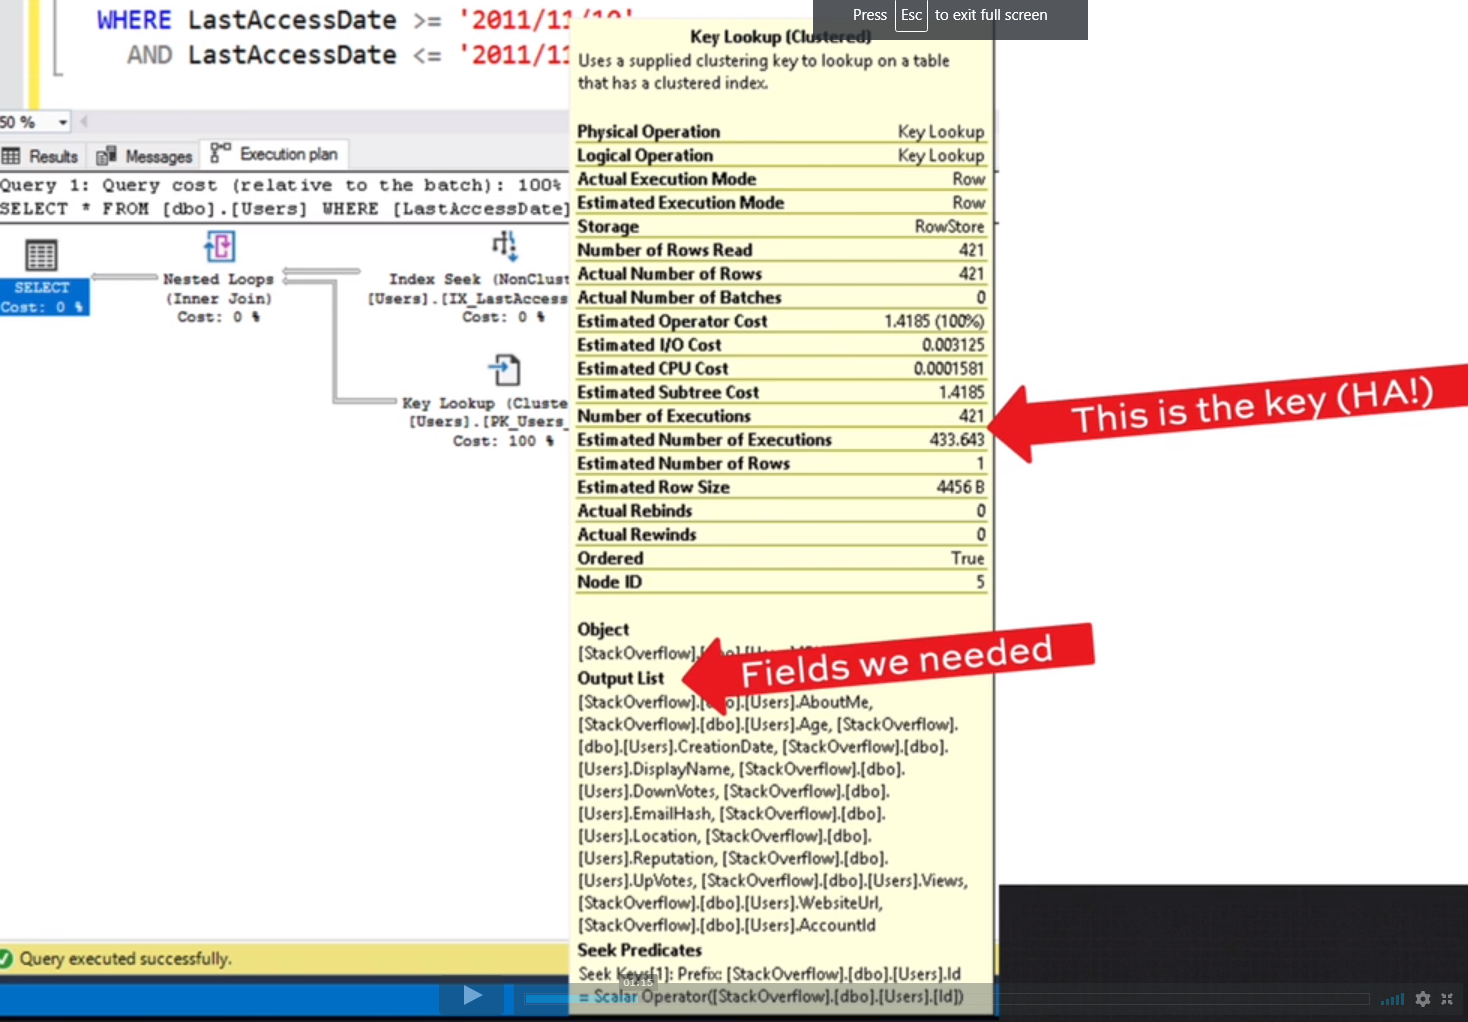 WHERE LastAccessDate >= '2011/11/10'
AND LastAccessDate <= '2011/11
Press Esc to exit full screen
50 %
Results
Messages
Execution plan
Query 1: Query cost (relative to the batch): 100%
SELECT * FROM [dbo].[Users] WHERE [LastAccessDate]
SELECT
Cost: 0 %
Nested Loops
(Inner Join)
Cost: 0 %
Index Seek (NonClust
[Users].[IX_LastAccess
Cost: 0 %
Key Lookup (Cluste
[Users].[PK_Users_
Cost: 100 %
Key Lookup (Clustered)
Uses a supplied clustering key to lookup on a table
that has a clustered index.
Physical Operation Key Lookup
Logical Operation Key Lookup
Actual Execution Mode Row
Estimated Execution Mode Row
Storage RowStore
Number of Rows Read 421
Actual Number of Rows 421
Actual Number of Batches 0
Estimated Operator Cost 1.4185 (100%)
Estimated I/O Cost 0.003125
Estimated CPU Cost 0.0001581
Estimated Subtree Cost 1.4185
Number of Executions 421
Estimated Number of Executions 433.643
Estimated Number of Rows 1
Estimated Row Size 4456 B
Actual Rebinds 0
Actual Rewinds 0
Ordered True
Node ID 5
This is the key (HA!)
Object
[StackOverflow].
Fields we needed
Output List
[StackOverflow].[dbo].[Users].AboutMe,
[StackOverflow].[dbo].[Users].Age, [StackOverflow].
[dbo].[Users].CreationDate, [StackOverflow].[dbo].
[Users].DisplayName, [StackOverflow].[dbo].
[Users].DownVotes, [StackOverflow].[dbo].
[Users].EmailHash, [StackOverflow].[dbo].
[Users].Location, [StackOverflow].[dbo].
[Users].Reputation, [StackOverflow].[dbo].
[Users].UpVotes, [StackOverflow].[dbo].[Users].Views,
[StackOverflow].[dbo].[Users].WebsiteUrl,
[StackOverflow].[dbo].[Users].AccountId
Seek Predicates
Seek Keys[1]: Prefix: [StackOverflow].[dbo].[Users].Id
= Scalar Operator([StackOverflow].[dbo].[Users].[Id])
Query executed successfully.
01:15